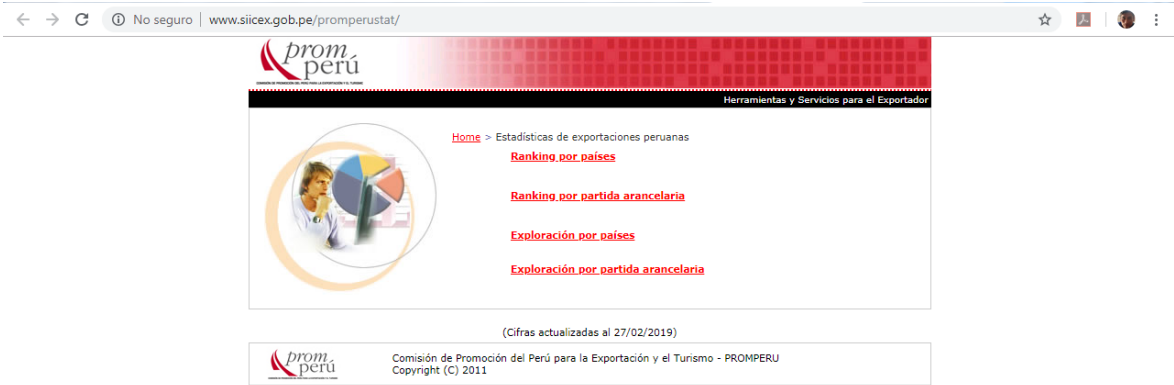 No seguro | www.siicex.gob.pe/promperustat/
prom
perú
Herramientas y Servicios para el Exportador
Home > Estadísticas de exportaciones peruanas
Ranking por países
Ranking por partida arancelaria
Exploración por países
Exploración por partida arancelaria
(Cifras actualizadas al 27/02/2019)
prom
perú
Comisión de Promoción del Perú para la Exportación y el Turismo - PROMPERU
Copyright (C) 2011